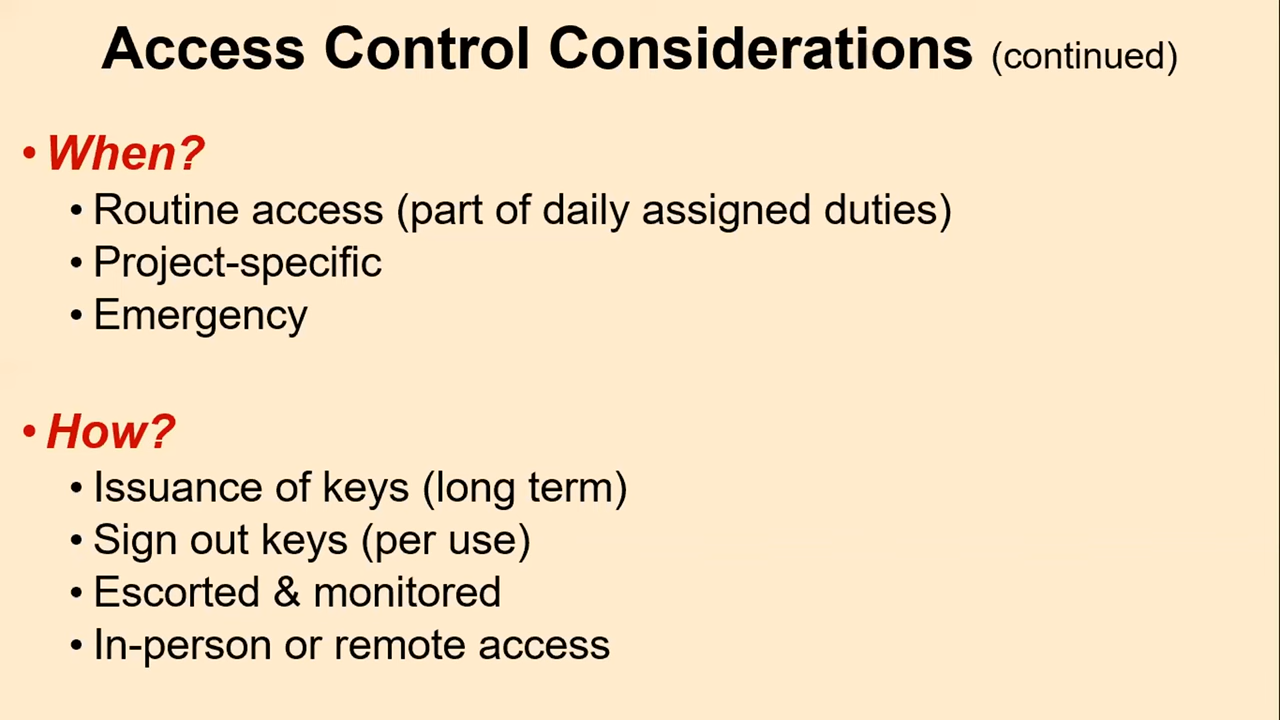 Access Control Considerations (continued)
• When?
• Routine access (part of daily assigned duties)
• Project-specific
• Emergency
• How?
• Issuance of keys (long term)
• Sign out keys (per use)
• Escorted & monitored
• In-person or remote access